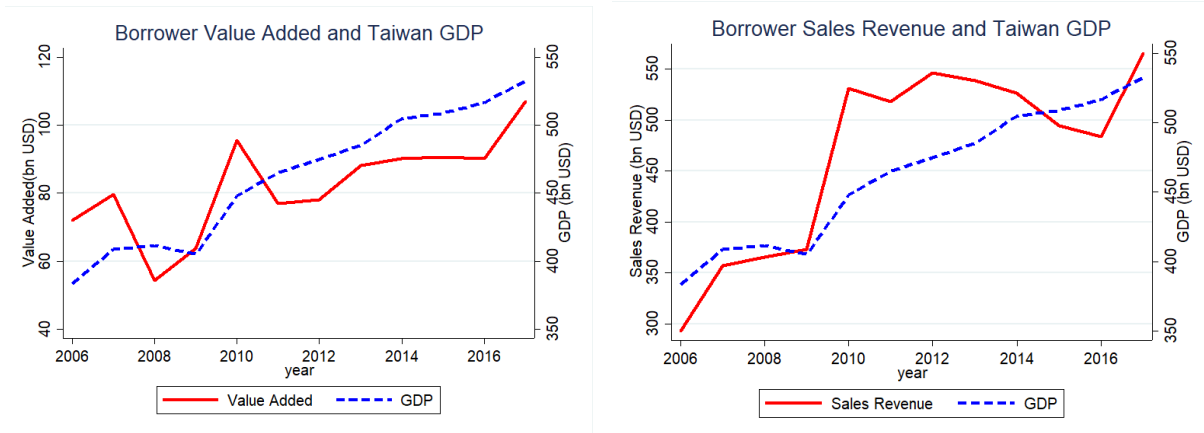 Borrower Value Added and Taiwan GDP
Value Added(bn USD)
120
100
80
60
40
GDP (bn USD)
550
500
450
400
350
2006 2008 2010 2012 2014 2016
year
Value Added GDP
Borrower Sales Revenue and Taiwan GDP
Sales Revenue (bn USD)
550
500
450
400
350
300
GDP (bn USD)
550
500
450
400
350
2006 2008 2010 2012 2014 2016
year
Sales Revenue GDP